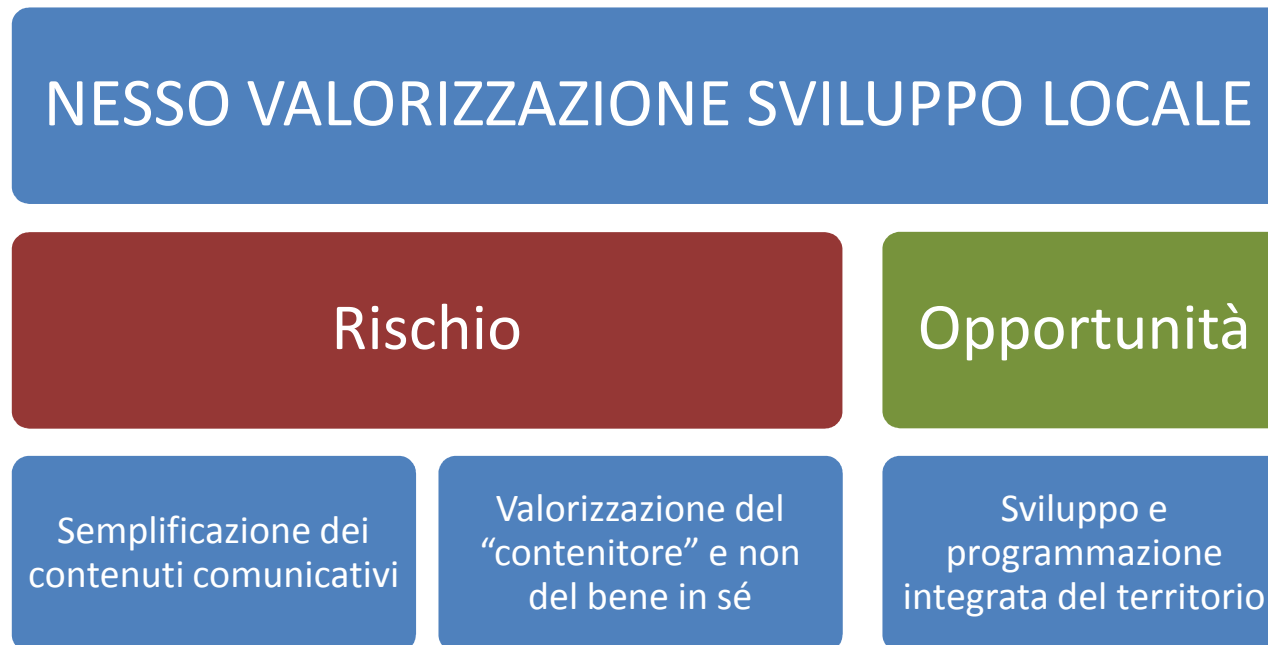 NESSO VALORIZZAZIONE SVILUPPO LOCALE
Rischio
Opportunità
Semplificazione dei
contenuti comunicativi
Valorizzazione del
“contenitore” e non
del bene in sé
Sviluppo e
programmazione
integrata del territorio